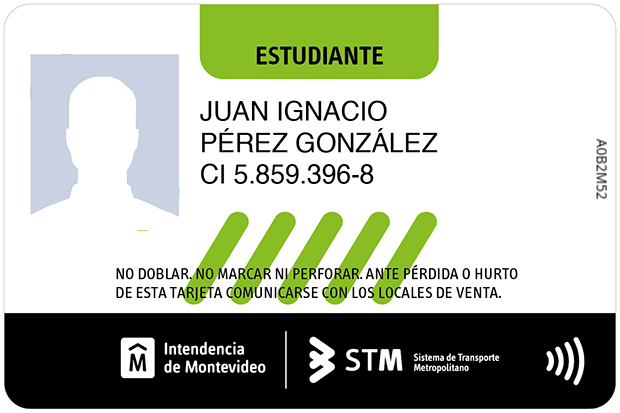 ESTUDIANTE
JUAN IGNACIO
PÉREZ GONZÁLEZ
CI 5.859.396-8
A0B2M52
NO DOBLAR. NO MARCAR NI PERFORAR. ANTE PÉRDIDA O HURTO
DE ESTA TARJETA COMUNICARSE CON LOS LOCALES DE VENTA.
M Intendencia
de Montevideo
STM
Sistema de Transporte
Metropolitano